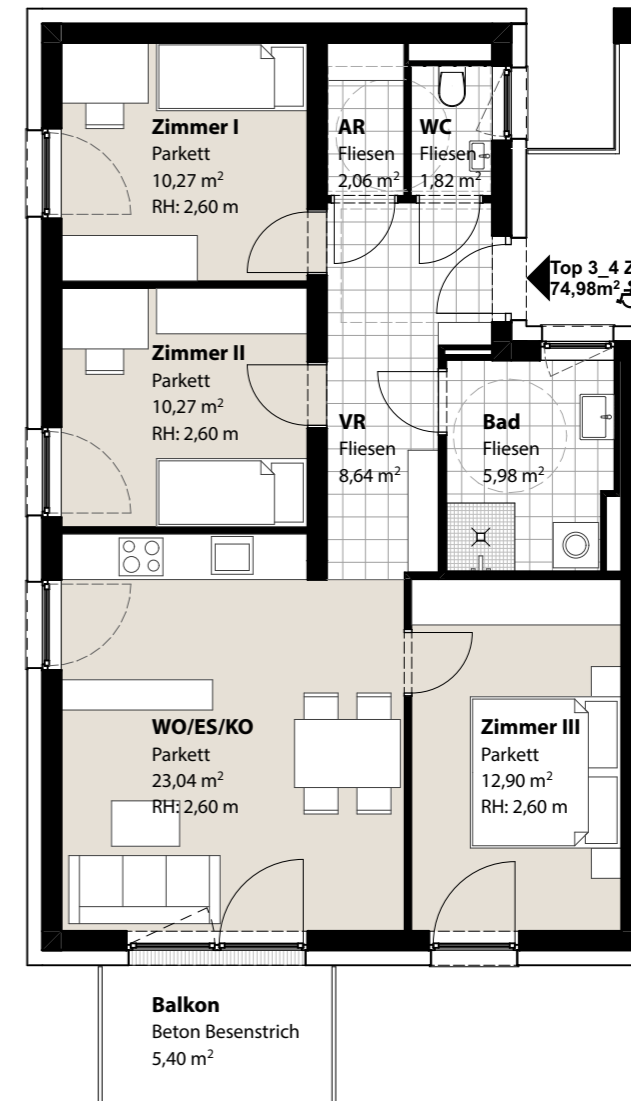 Zimmer I
Parkett
10,27 m²
RH: 2,60 m
AR
Fliesen
2,06 m²
WC
Fliesen
1,82 m²
Top 3_4 Z
74,98m²
Zimmer II
Parkett
10,27 m²
RH: 2,60 m
VR
Fliesen
8,64 m²
Bad
Fliesen
5,98 m²
WO/ES/KO
Parkett
23,04 m²
RH: 2,60 m
Zimmer III
Parkett
12,90 m²
RH: 2,60 m
Balkon
Beton Besenstrich
5,40 m²